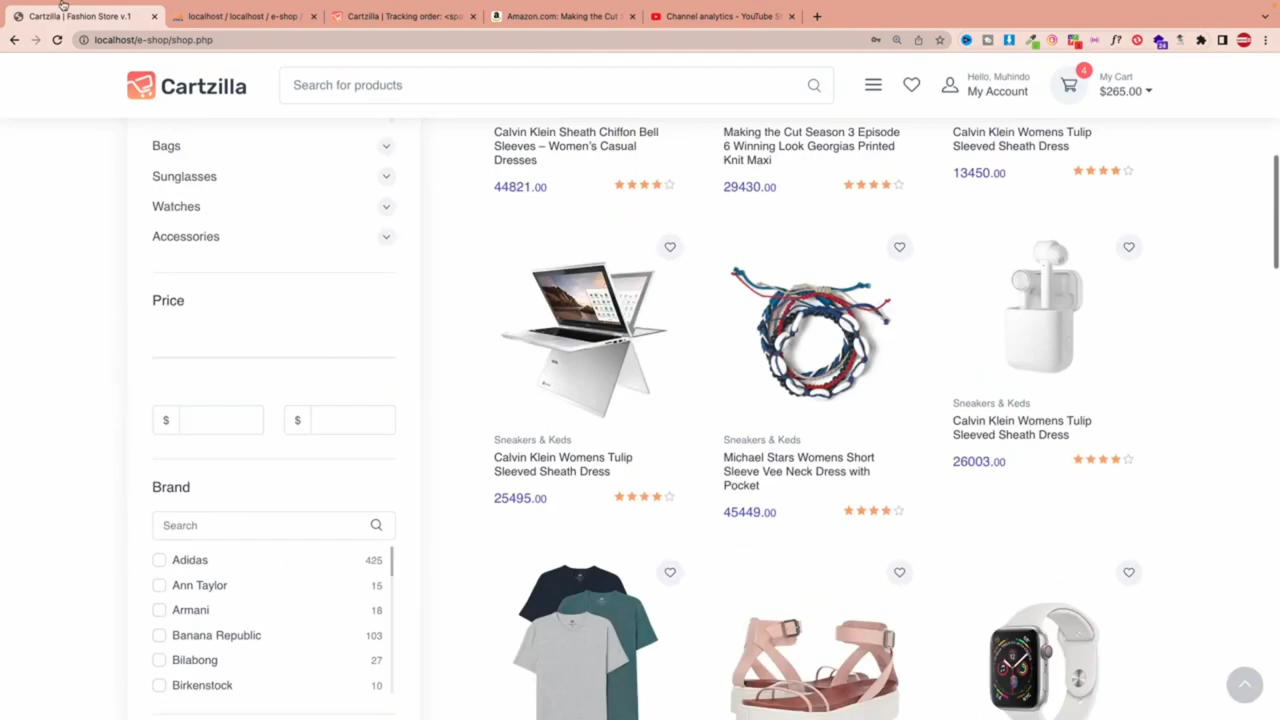 Cartzilla | Fashion Store v.1
localhost / localhost / e-shop /
Cartzilla | Tracking order: <spa
Amazon.com: Making the Cut S
Channel analytics - YouTube S
localhost/e-shop/shop.php
Cartzilla
Search for products
Hello, Muhindo
My Account
4
My Cart
$265.00
Bags
Sunglasses
Watches
Accessories
Price
$
$
Brand
Search
Adidas 425
Ann Taylor 15
Armani 18
Banana Republic 103
Bilabong 27
Birkenstock 10
Calvin Klein Sheath Chiffon Bell
Sleeves – Women's Casual
Dresses
44821.00
Making the Cut Season 3 Episode
6 Winning Look Georgias Printed
Knit Maxi
29430.00
Calvin Klein Womens Tulip
Sleeved Sheath Dress
13450.00
Sneakers & Keds
Calvin Klein Womens Tulip
Sleeved Sheath Dress
25495.00
Sneakers & Keds
Michael Stars Womens Short
Sleeve Vee Neck Dress with
Pocket
45449.00
Sneakers & Keds
Calvin Klein Womens Tulip
Sleeved Sheath Dress
26003.00